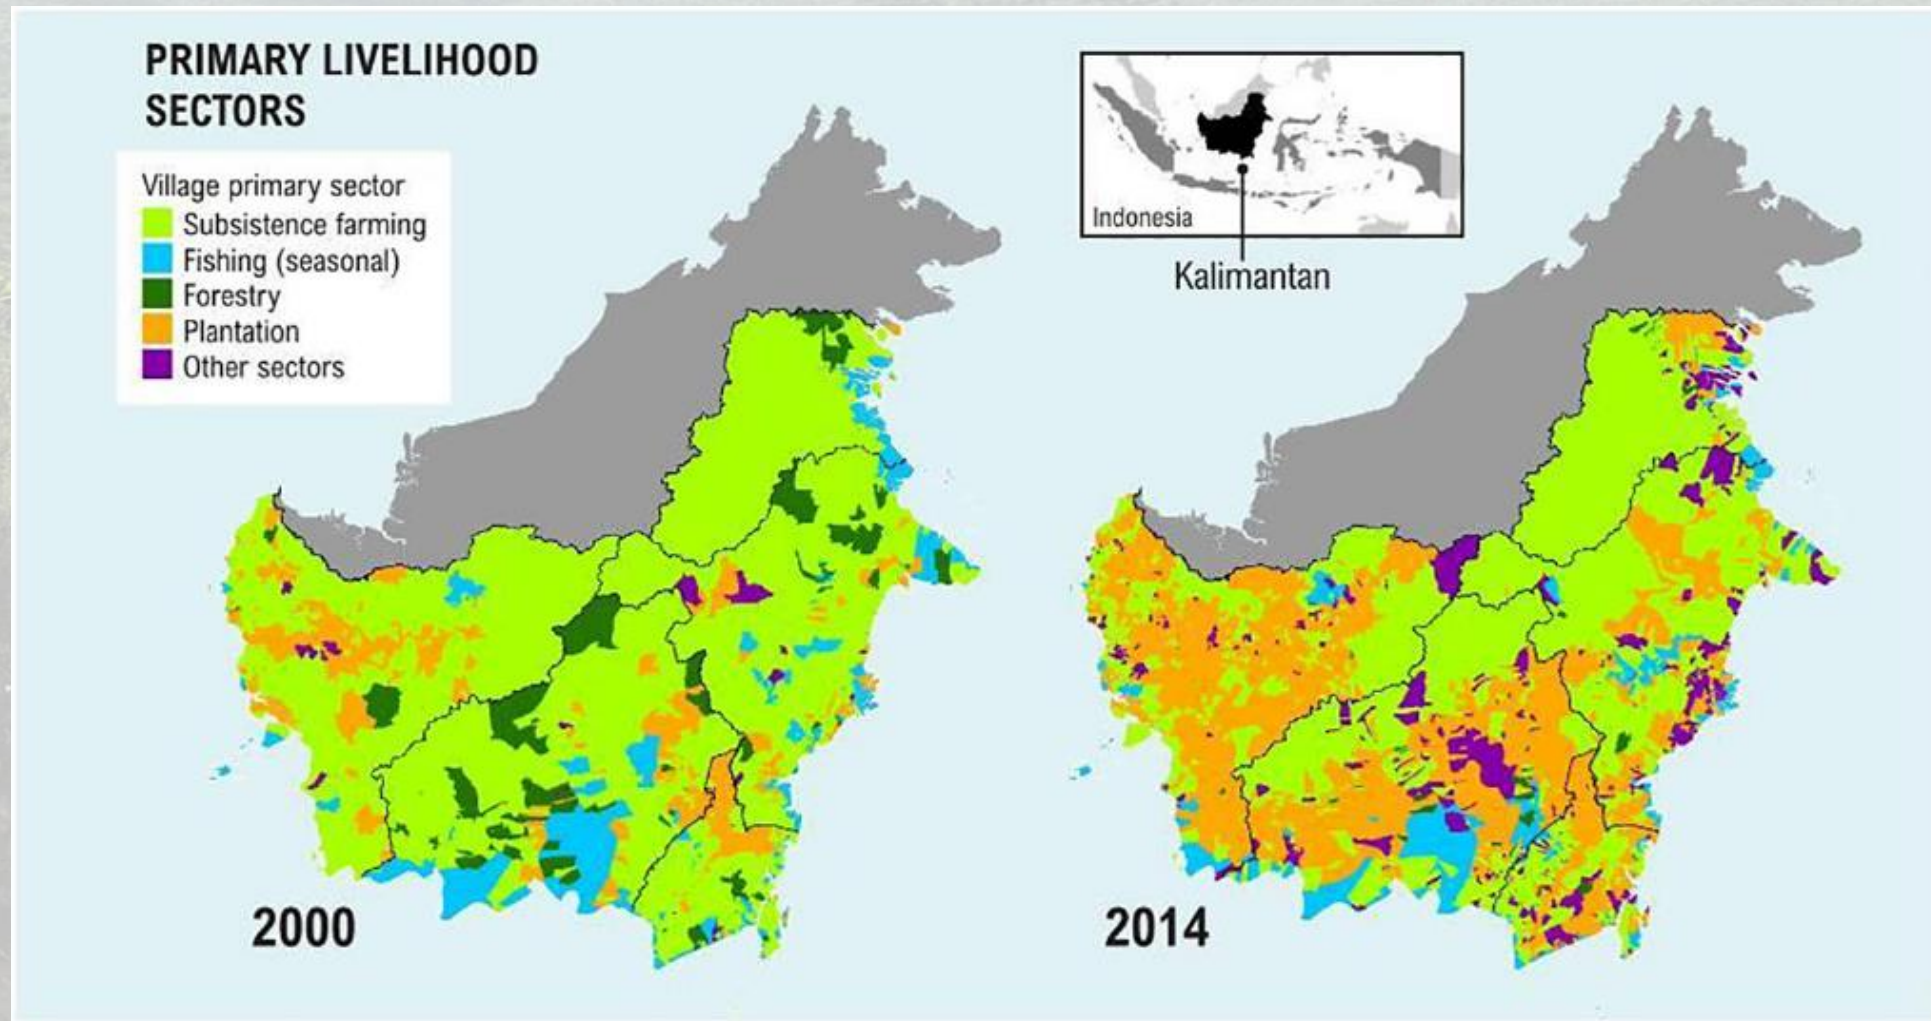 PRIMARY LIVELIHOOD
SECTORS
Village primary sector
Subsistence farming
Fishing (seasonal)
Forestry
Plantation
Other sectors
Indonesia
Kalimantan
2000
2014